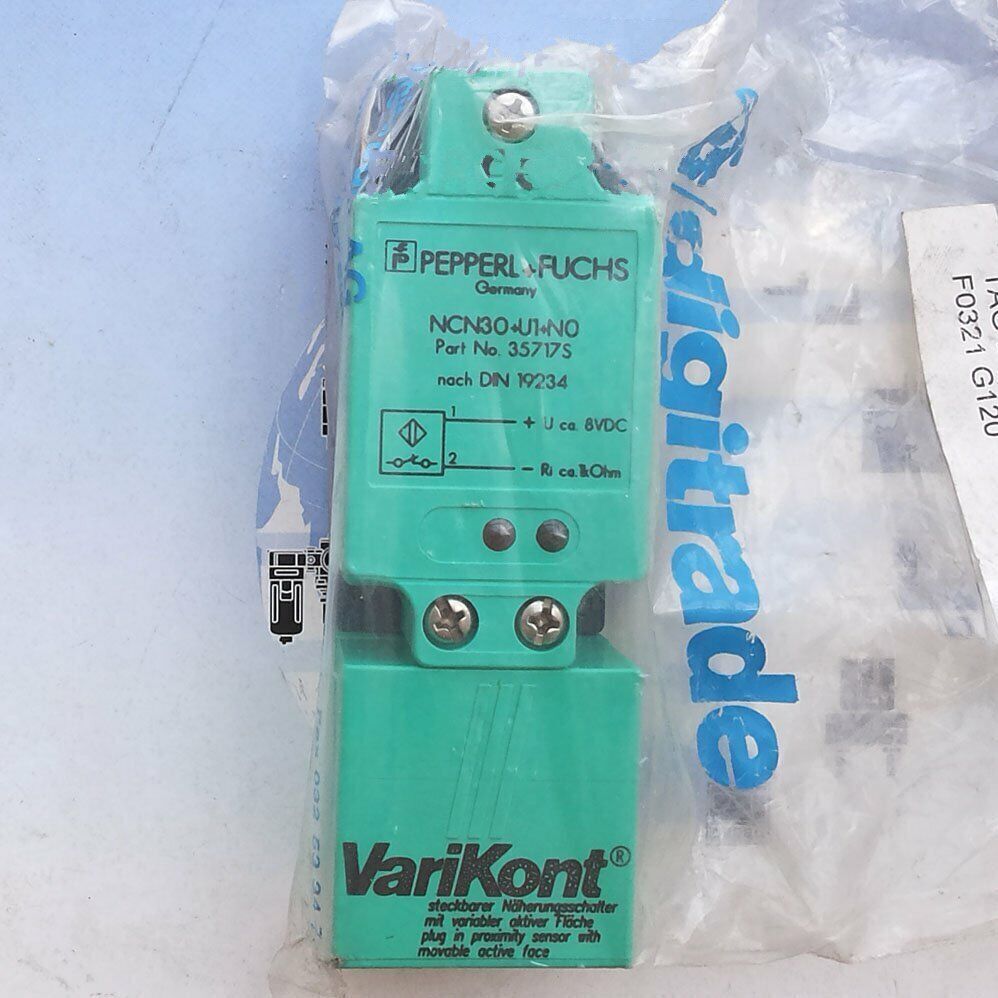 PEPPERL+FUCHS
Germany
NCN30+U1+N0
Part No. 35717S
nach DIN 19234
1
+ U ca. 8VDC
2
- Ri ca.1kOhm
VariKont®
steckbarer Näherungsschalter
mit variabler aktiver Fläche
plug in proximity sensor with
movable active face
digitrade
F0321 G120
AG